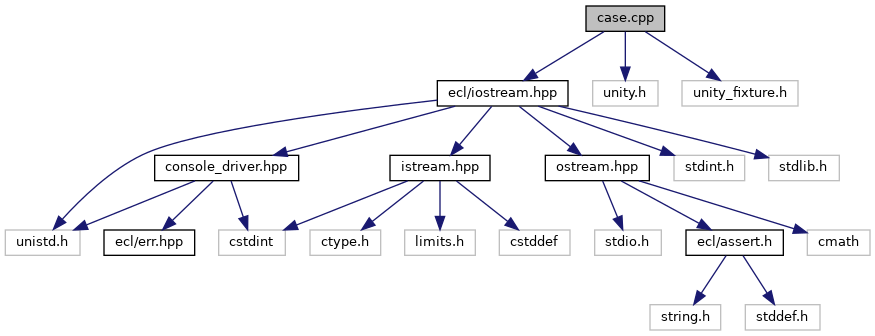 case.cpp
ecl/iostream.hpp
unity.h
unity_fixture.h
console_driver.hpp
istream.hpp
ostream.hpp
stdint.h
stdlib.h
unistd.h
ecl/err.hpp
cstdint
ctype.h
limits.h
cstddef
stdio.h
ecl/assert.h
cmath
string.h
stddef.h